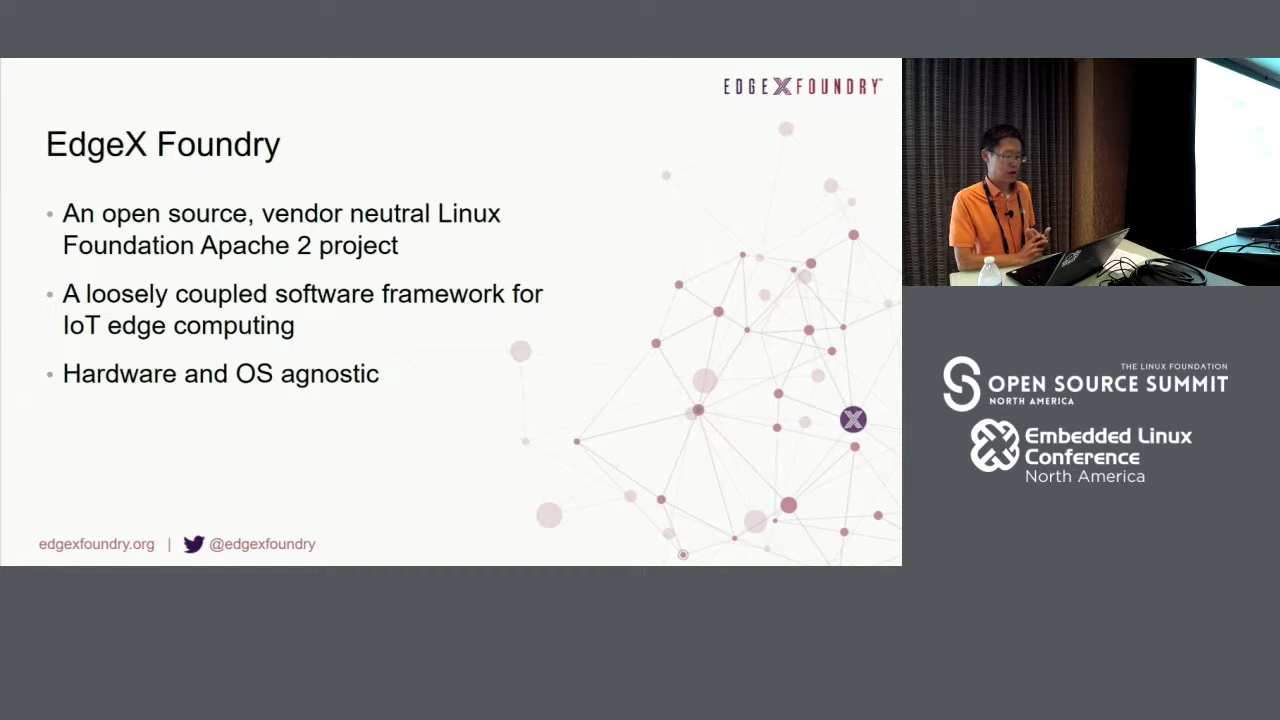 EDGE X FOUNDRY™
EdgeX Foundry
• An open source, vendor neutral Linux
Foundation Apache 2 project
• A loosely coupled software framework for
IoT edge computing
• Hardware and OS agnostic
edgexfoundry.org | @edgexfoundry
THE LINUX FOUNDATION
OPEN SOURCE SUMMIT
NORTH AMERICA
Embedded Linux
Conference
North America